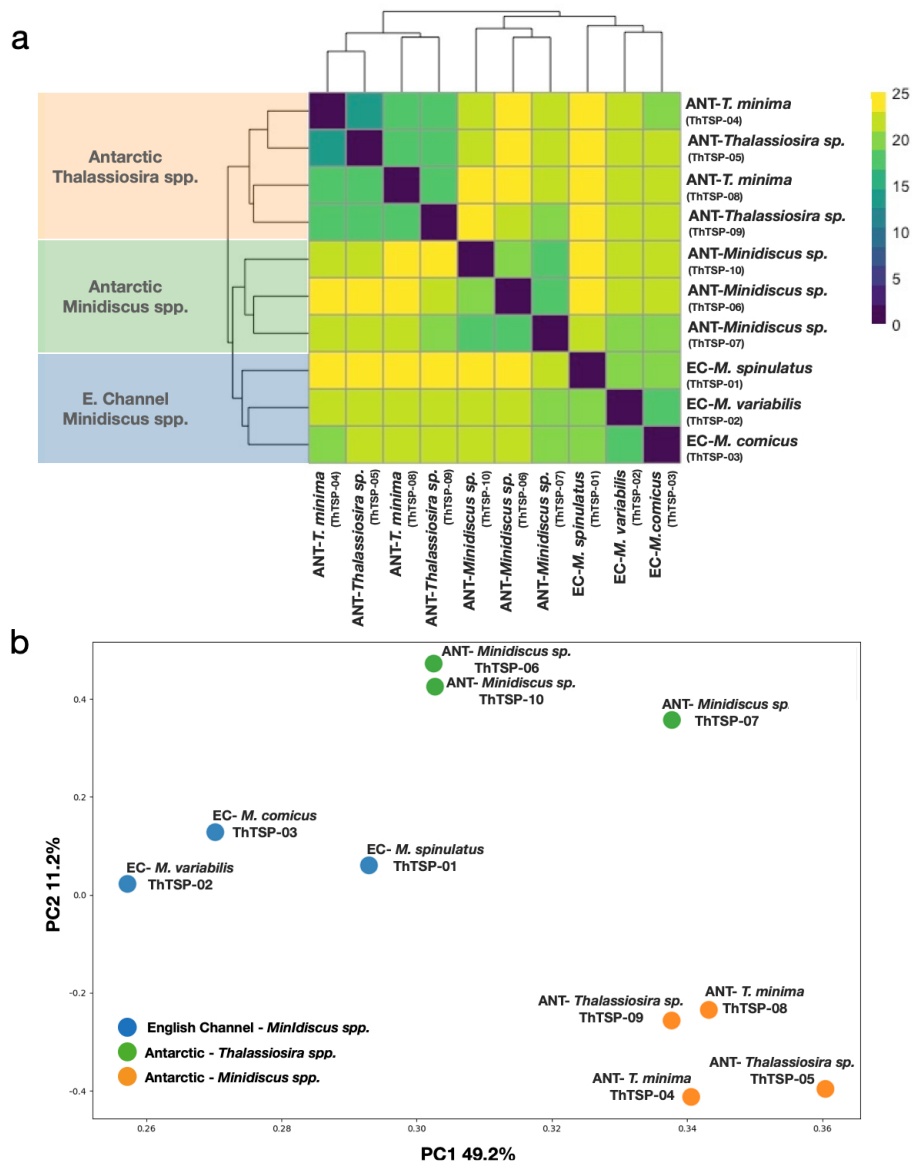 a
Antarctic
Thalassiosira spp.
Antarctic
Minidiscus spp.
E. Channel
Minidiscus spp.
ANT-T. minima
(ThTSP-04)
ANT-Thalassiosira sp.
(ThTSP-05)
ANT-T. minima
(ThTSP-08)
ANT-Thalassiosira sp.
(ThTSP-09)
ANT-Minidiscus sp.
(ThTSP-10)
ANT-Minidiscus sp.
(ThTSP-06)
ANT-Minidiscus sp.
(ThTSP-07)
EC-M. spinulatus
(ThTSP-01)
EC-M. variabilis
(ThTSP-02)
EC-M. comicus
(ThTSP-03)
25
20
15
10
5
0
ANT-T. minima
(ThTSP-04)
ANT-Thalassiosira sp.
(ThTSP-05)
ANT-T. minima
(ThTSP-08)
ANT-Thalassiosira sp.
(ThTSP-09)
ANT-Minidiscus sp.
(ThTSP-10)
ANT-Minidiscus sp.
(ThTSP-06)
ANT-Minidiscus sp.
(ThTSP-07)
EC-M. spinulatus
(ThTSP-01)
EC-M. variabilis
(ThTSP-02)
EC-M.comicus
(ThTSP-03)
b
ANT- Minidiscus sp.
ThTSP-06
ANT- Minidiscus sp.
ThTSP-10
ANT- Minidiscus sp.
ThTSP-07
EC- M. comicus
ThTSP-03
EC- M. spinulatus
ThTSP-01
EC- M. variabilis
ThTSP-02
ANT- Thalassiosira sp.
ThTSP-09
ANT- T. minima
ThTSP-08
ANT- T. minima
ThTSP-04
ANT- Thalassiosira sp.
ThTSP-05
English Channel - MinIdiscus spp.
Antarctic - Thalassiosira spp.
Antarctic - Minidiscus spp.
PC2 11.2%
0.4
0.2
0.0
-0.2
-0.4
0.26
0.28
0.30
0.32
0.34
0.36
PC1 49.2%